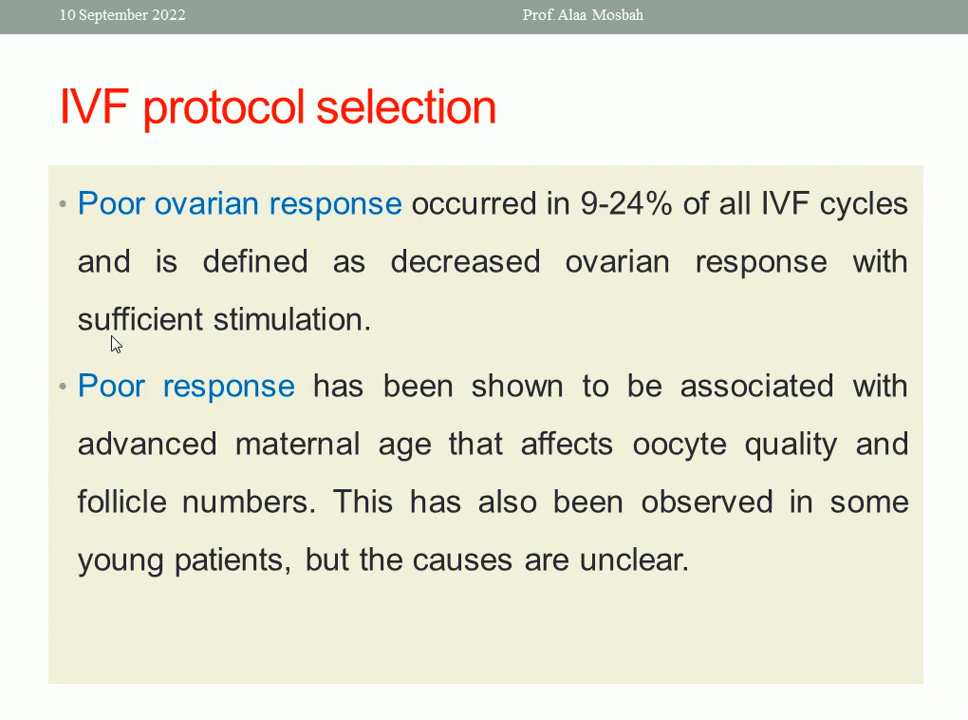 10 September 2022 Prof. Alaa Mosbah
IVF protocol selection
• Poor ovarian response occurred in 9-24% of all IVF cycles
and is defined as decreased ovarian response with
sufficient stimulation.
• Poor response has been shown to be associated with
advanced maternal age that affects oocyte quality and
follicle numbers. This has also been observed in some
young patients, but the causes are unclear.